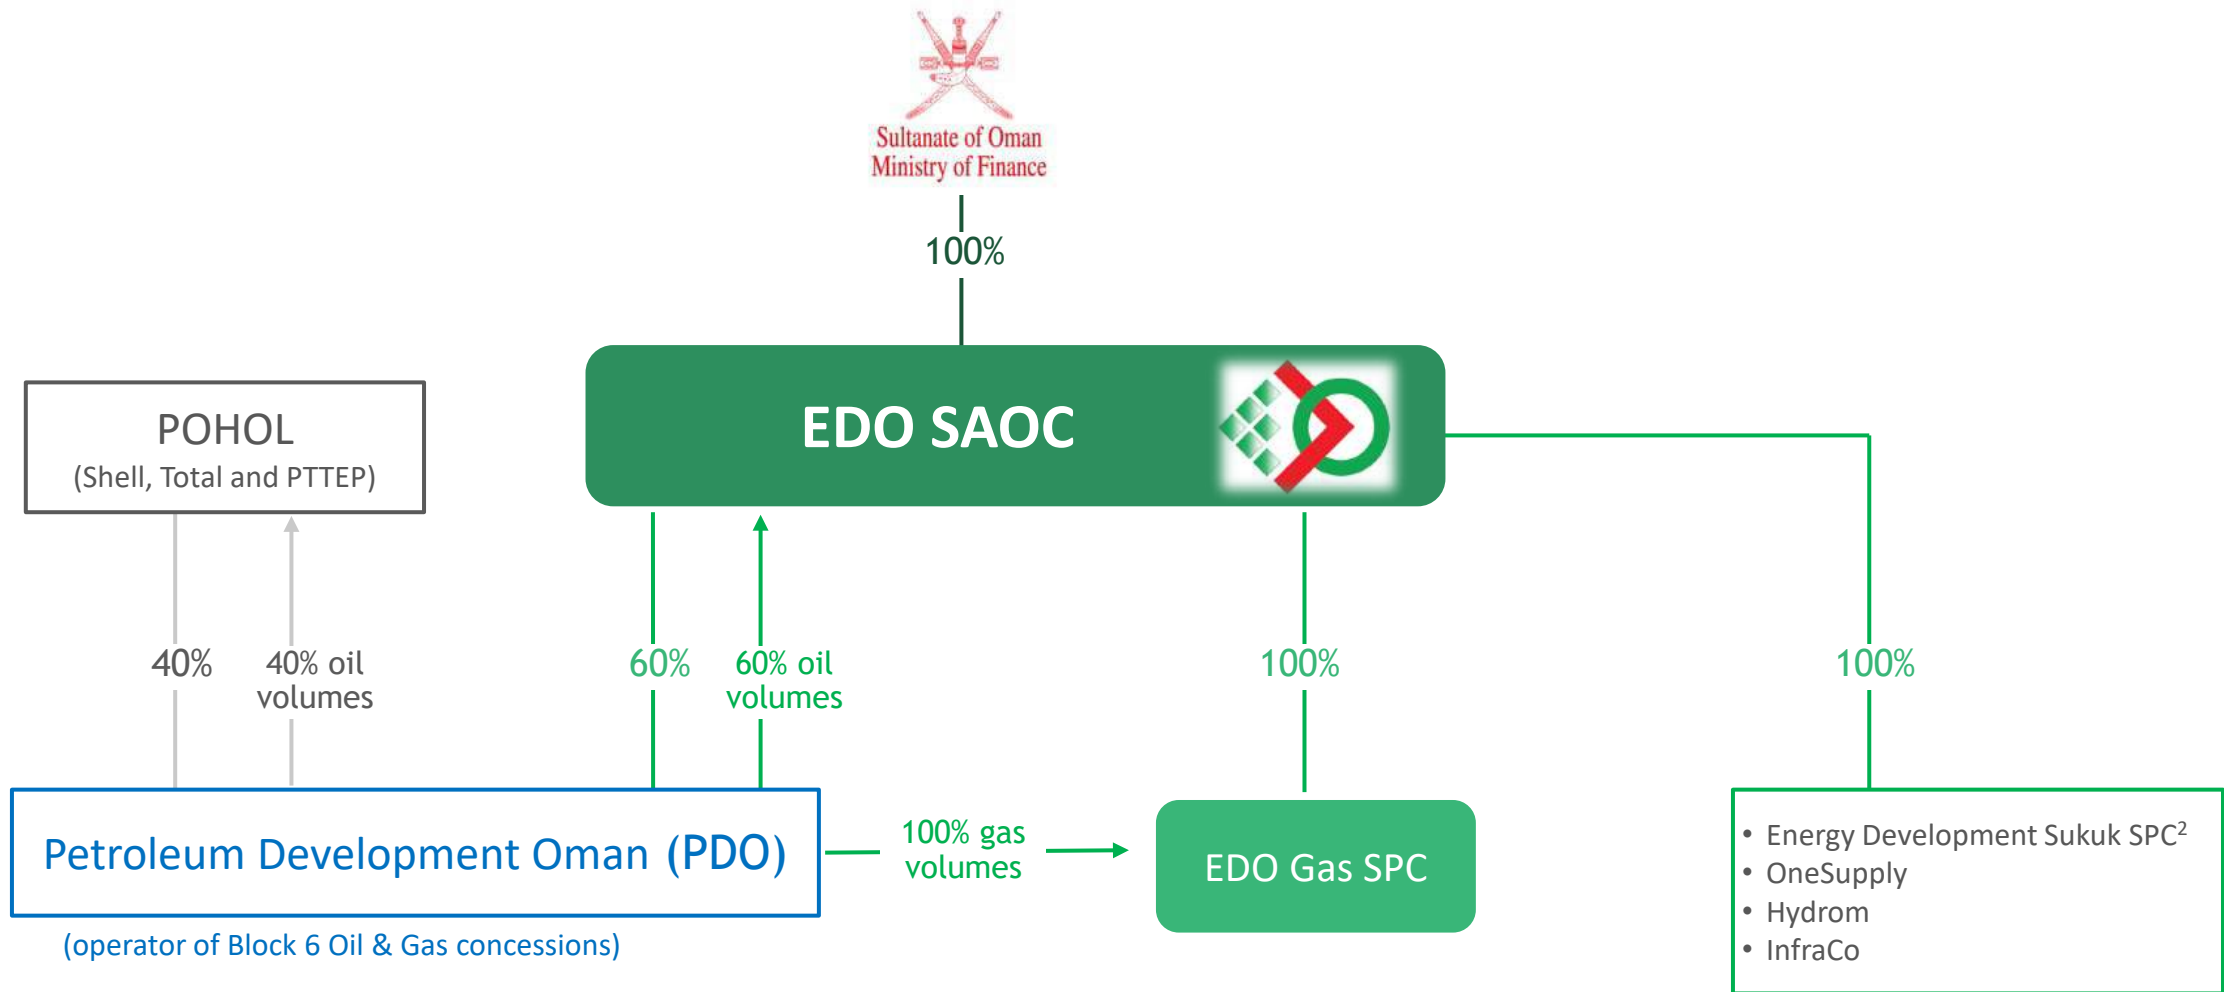 Sultanate of Oman
Ministry of Finance
100%
EDO SAOC
POHOL
(Shell, Total and PTTEP)
40%
40% oil
volumes
60%
60% oil
volumes
100%
100%
Petroleum Development Oman (PDO)
(operator of Block 6 Oil & Gas concessions)
100% gas
volumes
EDO Gas SPC
• Energy Development Sukuk SPC²
• OneSupply
• Hydrom
• InfraCo